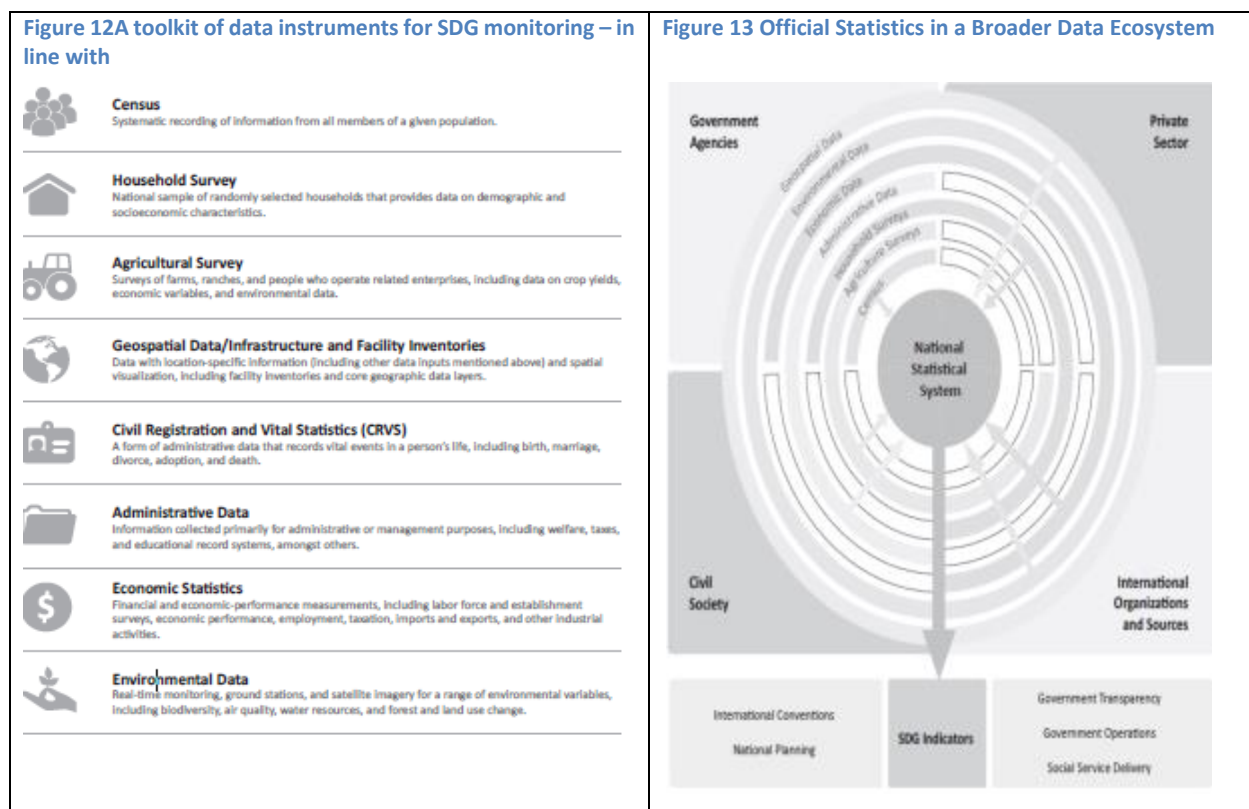 Figure 12A toolkit of data instruments for SDG monitoring – in
line with
Census
Systematic recording of information from all members of a given population.
Household Survey
National sample of randomly selected households that provides data on demographic and
socioeconomic characteristics.
Agricultural Survey
Surveys of farms, ranches, and people who operate related enterprises, including data on crop yields,
economic variables, and environmental data.
Geospatial Data/Infrastructure and Facility Inventories
Data with location-specific information (including other data inputs mentioned above) and spatial
visualization, including facility inventories and core geographic data layers.
Civil Registration and Vital Statistics (CRVS)
A form of administrative data that records vital events in a person's life, including birth, marriage,
divorce, adoption, and death.
Administrative Data
Information collected primarily for administrative or management purposes, including welfare, taxes,
and educational record systems, amongst others.
Economic Statistics
Financial and economic-performance measurements, including labor force and establishment
surveys, economic performance, employment, taxation, imports and exports, and other industrial
activities.
Environmental Data
Real-time monitoring, ground stations, and satellite imagery for a range of environmental variables,
including biodiversity, air quality, water resources, and forest and land use change.
Figure 13 Official Statistics in a Broader Data Ecosystem
Government
Agencies
Private
Sector
Geospatial Data
Environmental Data
Economic Data
Administrative Data
Household Surveys
Agriculture Surveys
Census
National
Statistical
System
Civil
Society
International
Organizations
and Sources
International Conventions
National Planning
SDG Indicators
Government Transparency
Government Operations
Social Service Delivery